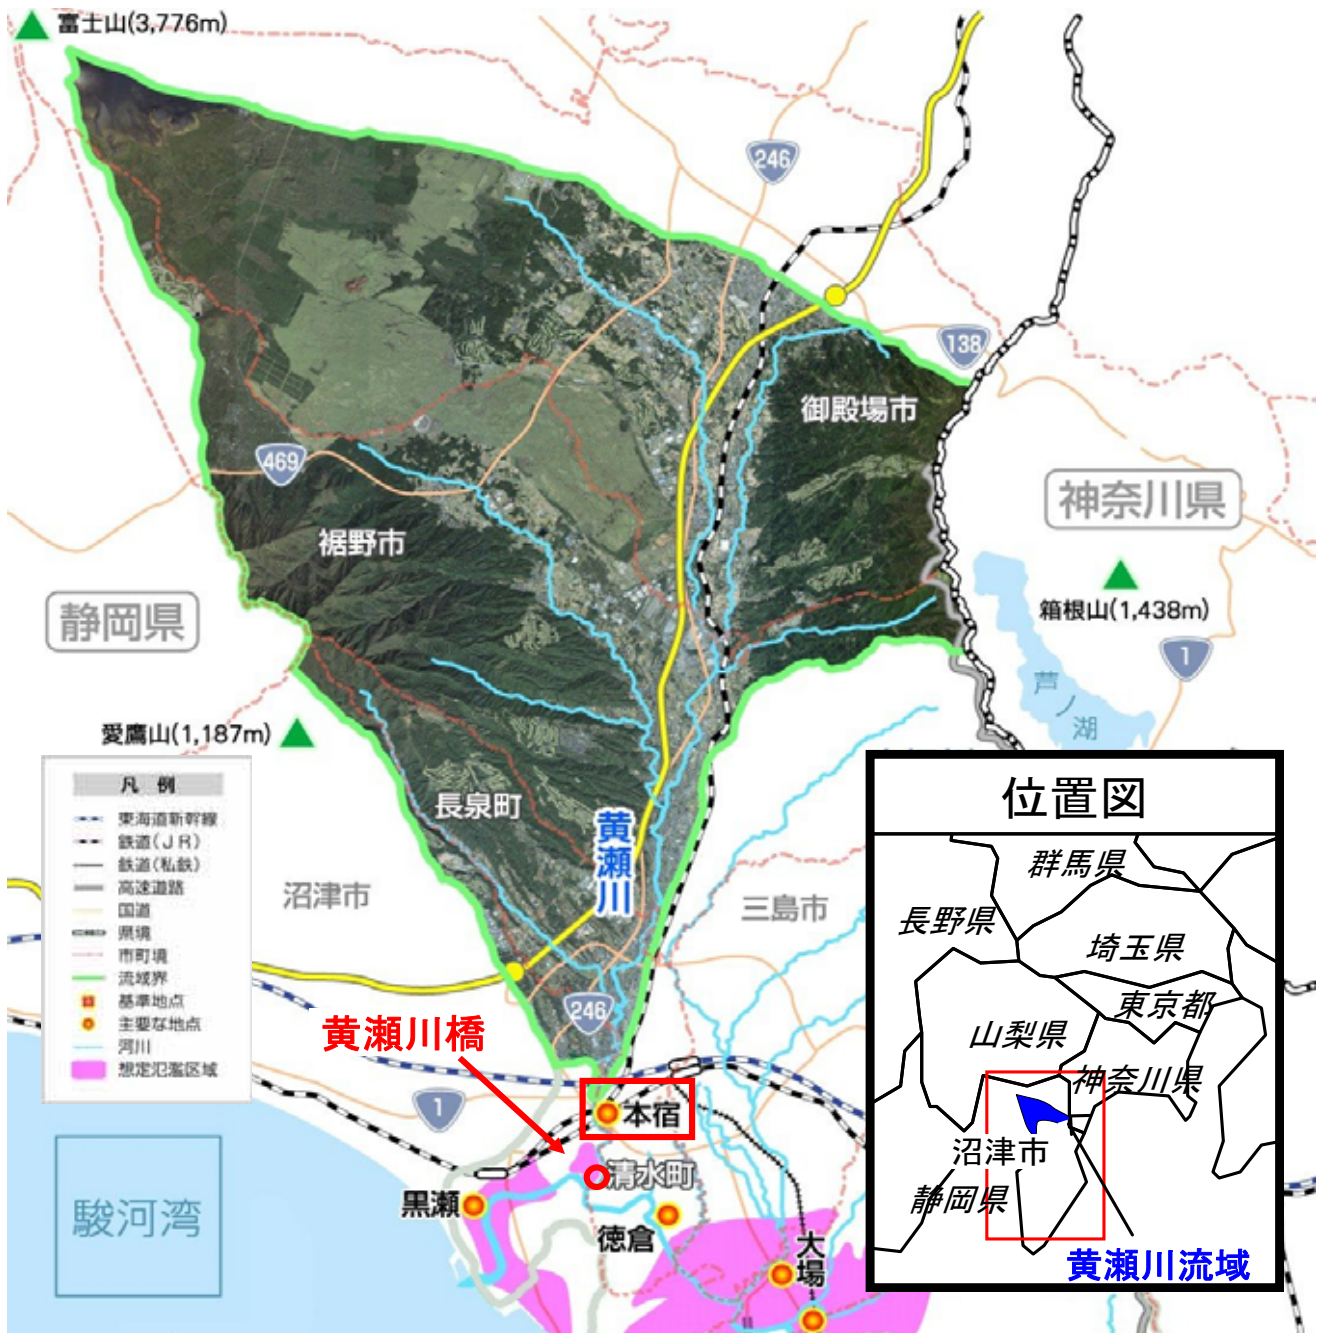 富士山(3,776m)
246
138
御殿場市
469
神奈川県
裾野市
箱根山(1,438m)
静岡県
1
芦ノ湖
愛鷹山(1,187m)
凡 例
東海道新幹線
鉄道(ＪＲ)
鉄道(私鉄)
高速道路
国道
県境
市町境
流域界
基準地点
主要な地点
河川
想定氾濫区域
長泉町
黄瀬川
沼津市
三島市
246
黄瀬川橋
1
本宿
清水町
黒瀬
徳倉
大場
駿河湾
位置図
群馬県
長野県
埼玉県
東京都
山梨県
神奈川県
沼津市
静岡県
黄瀬川流域